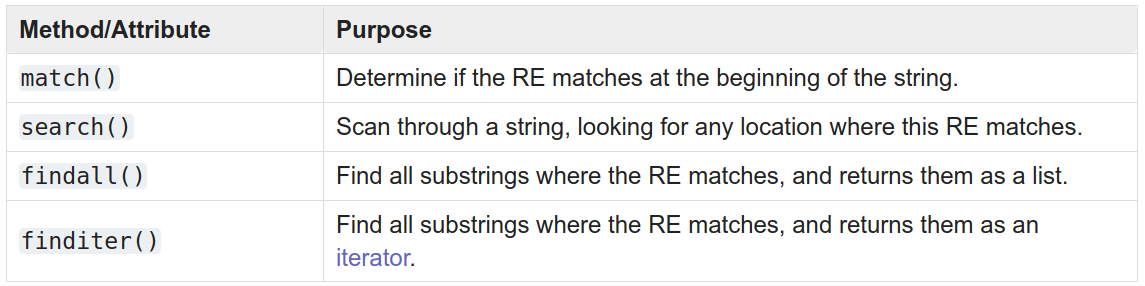 Method/Attribute Purpose
match() Determine if the RE matches at the beginning of the string.
search() Scan through a string, looking for any location where this RE matches.
findall() Find all substrings where the RE matches, and returns them as a list.
finditer() Find all substrings where the RE matches, and returns them as an
iterator.